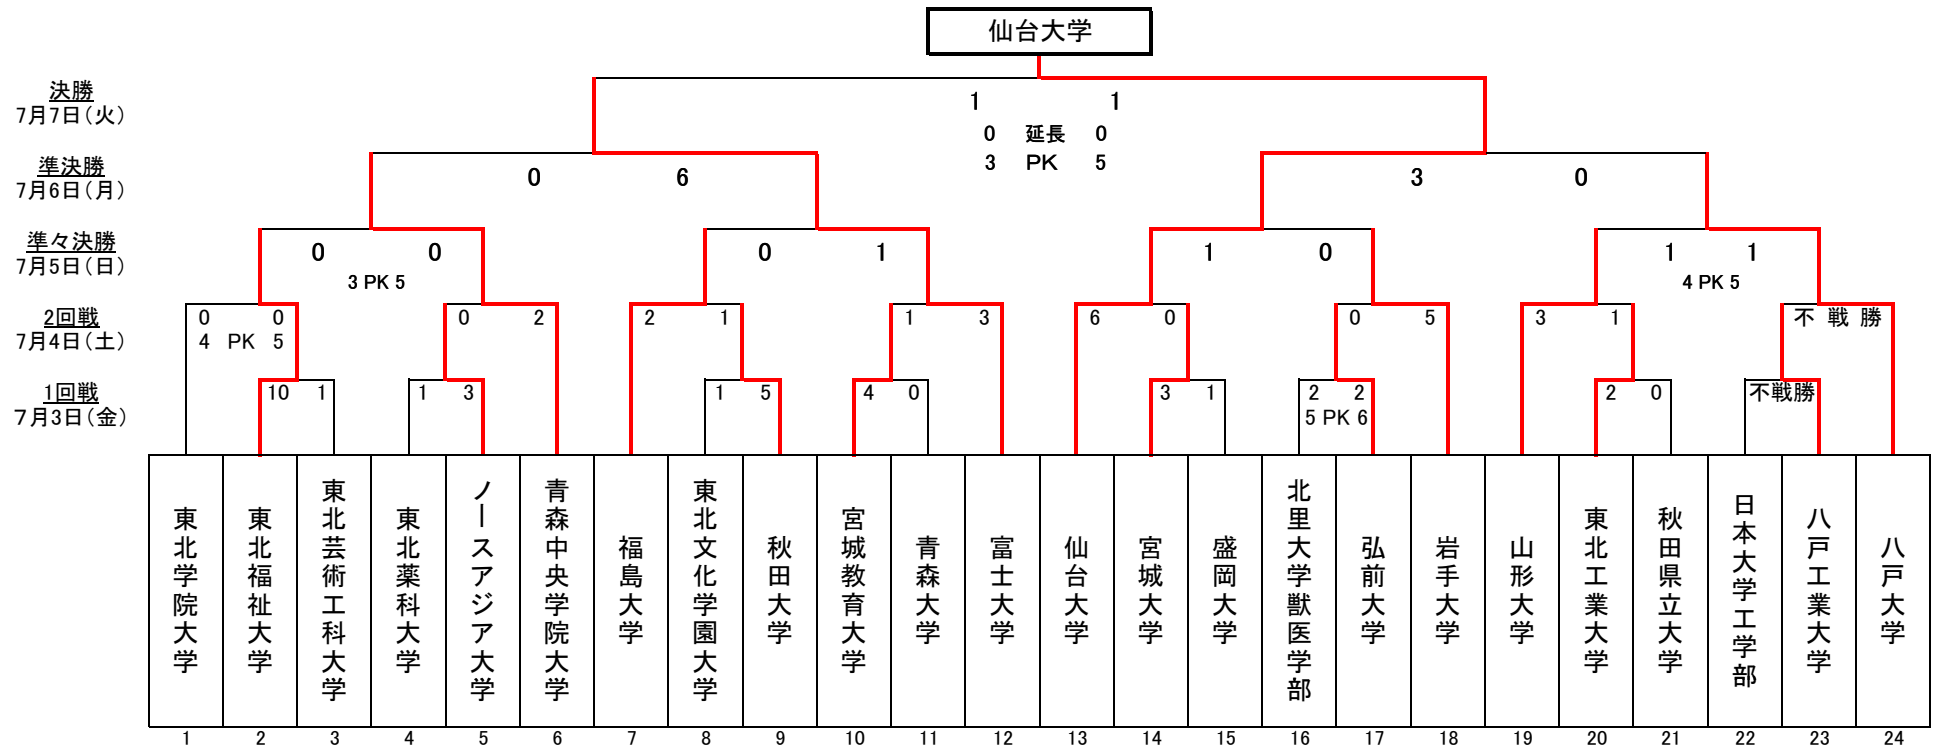 仙台大学
決勝
7月7日(火)
1 1
0 延長 0
3 PK 5
準決勝
7月6日(月)
0 6 3 0
準々決勝
7月5日(日)
0 0 0 1 1 0 1 1
3 PK 5 4 PK 5
2回戦
7月4日(土)
0 0 0 2 2 1 1 3 6 0 0 5 3 1 不戦勝
4 PK 5
1回戦
7月3日(金)
10 1 1 3 1 5 4 0 3 1 2 2 2 0 不戦勝
5 PK 6
東北学院大学
東北福祉大学
東北芸術工科大学
東北薬科大学
ノースアジア大学
青森中央学院大学
福島大学
東北文化学園大学
秋田大学
宮城教育大学
青森大学
富士大学
仙台大学
宮城大学
盛岡大学
北里大学獣医学部
弘前大学
岩手大学
山形大学
東北工業大学
秋田県立大学
日本大学工学部
八戸工業大学
八戸大学
1 2 3 4 5 6 7 8 9 10 11 12 13 14 15 16 17 18 19 20 21 22 23 24